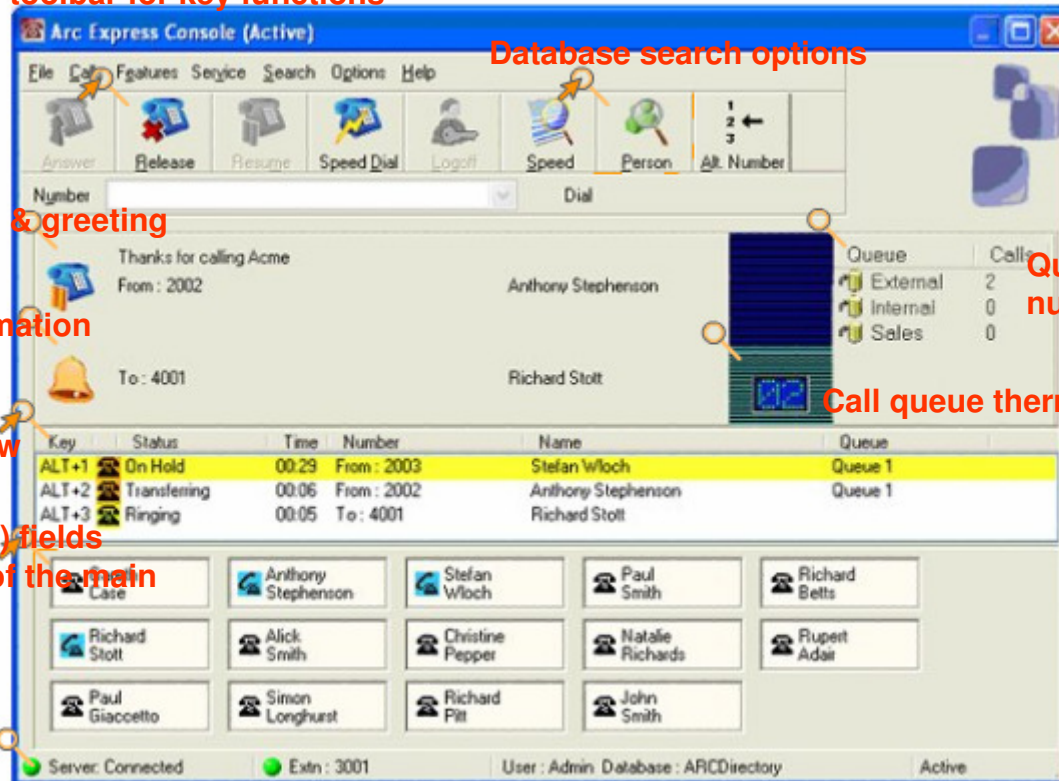 toolbar for key functions
Arc Express Console (Active)
Database search options
File Call Features Service Search Options Help
1
2
3
Answer Release Resume Speed Dial Logoff Speed Person Alt. Number
Number Dial
& greeting
Thanks for calling Acme
From : 2002 Anthony Stephenson
To : 4001 Richard Stott
Queue Calls
External 2
Internal 0
Sales 0
02
Call queue
Key Status Time Number Name Queue
ALT+1 On Hold 00:29 From : 2003 Stefan Wloch Queue 1
ALT+2 Transferring 00:06 From : 2002 Anthony Stephenson Queue 1
ALT+3 Ringing 00:05 To : 4001 Richard Stott
fields
of the main
Case
Anthony Stephenson
Stefan Wloch
Paul Smith
Richard Betts
Richard Stott
Alick Smith
Christine Pepper
Natalie Richards
Rupert Adair
Paul Giaccetto
Simon Longhurst
Richard Pitt
John Smith
Server: Connected Extn : 3001 User : Admin Database : ARCDirectory Active